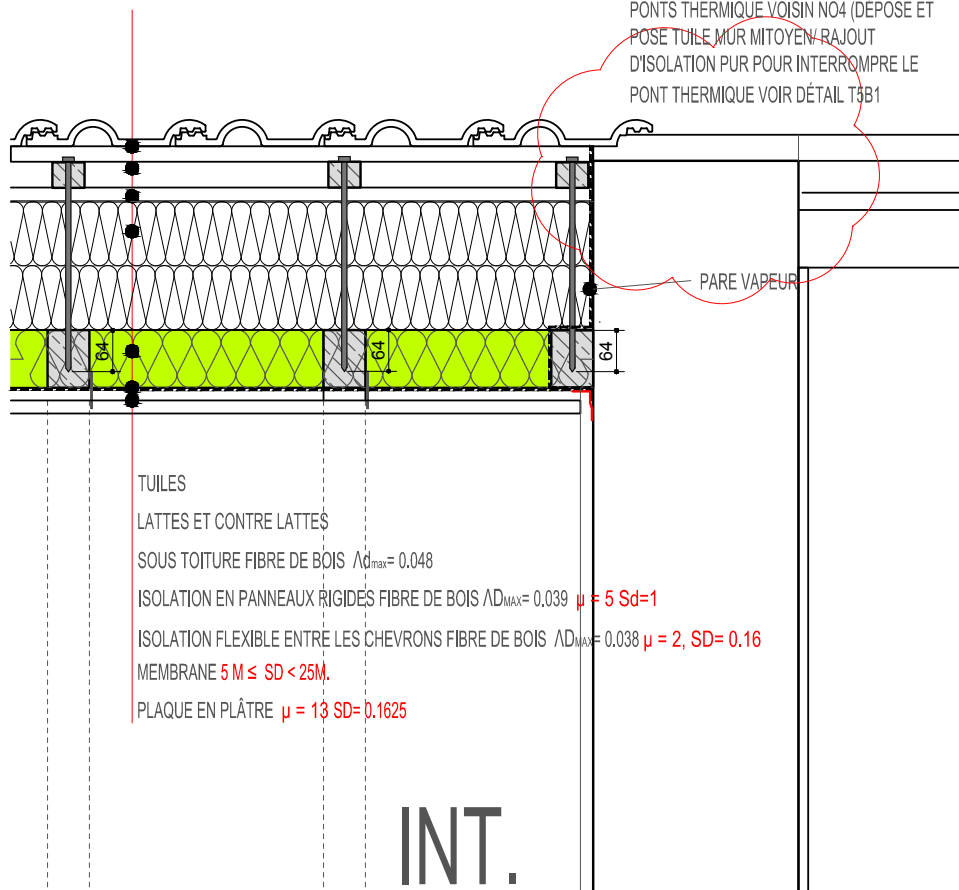 PONTS THERMIQUE VOISIN NO4 (DÉPOSE ET
POSE TUILE MUR MITOYEN/ RAJOUT
D'ISOLATION PUR POUR INTERROMPRE LE
PONT THERMIQUE VOIR DÉTAIL T5B1
PARE VAPEUR
64
64
64
TUILES
LATTES ET CONTRE LATTES
SOUS TOITURE FIBRE DE BOIS Λdmax= 0.048
ISOLATION EN PANNEAUX RIGIDES FIBRE DE BOIS ΛDMAX= 0.039 µ = 5 Sd=1
ISOLATION FLEXIBLE ENTRE LES CHEVRONS FIBRE DE BOIS ΛDMAX= 0.038 µ = 2, SD= 0.16
MEMBRANE 5 M ≤ SD < 25M.
PLAQUE EN PLÂTRE µ = 13 SD= 0.1625
INT.